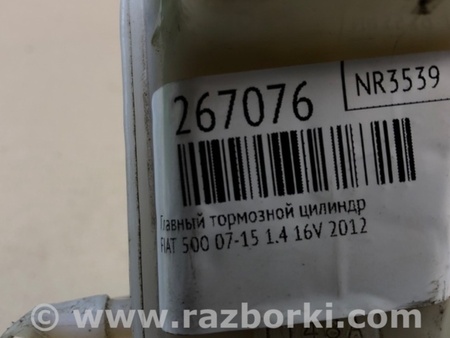 NR3539
267076
Главный тормозной цилиндр
FIAT 500 07-15 1.4 16V 2012
© www.razborki.com